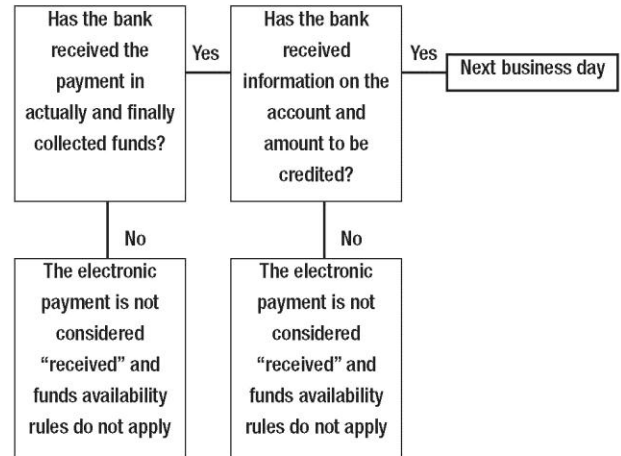 Has the bank
received the
payment in
actually and finally
collected funds?
Yes
Has the bank
received
information on the
account and
amount to be
credited?
Yes
Next business day
No
No
The electronic
payment is not
considered
“received” and
funds availability
rules do not apply
The electronic
payment is not
considered
“received” and
funds availability
rules do not apply